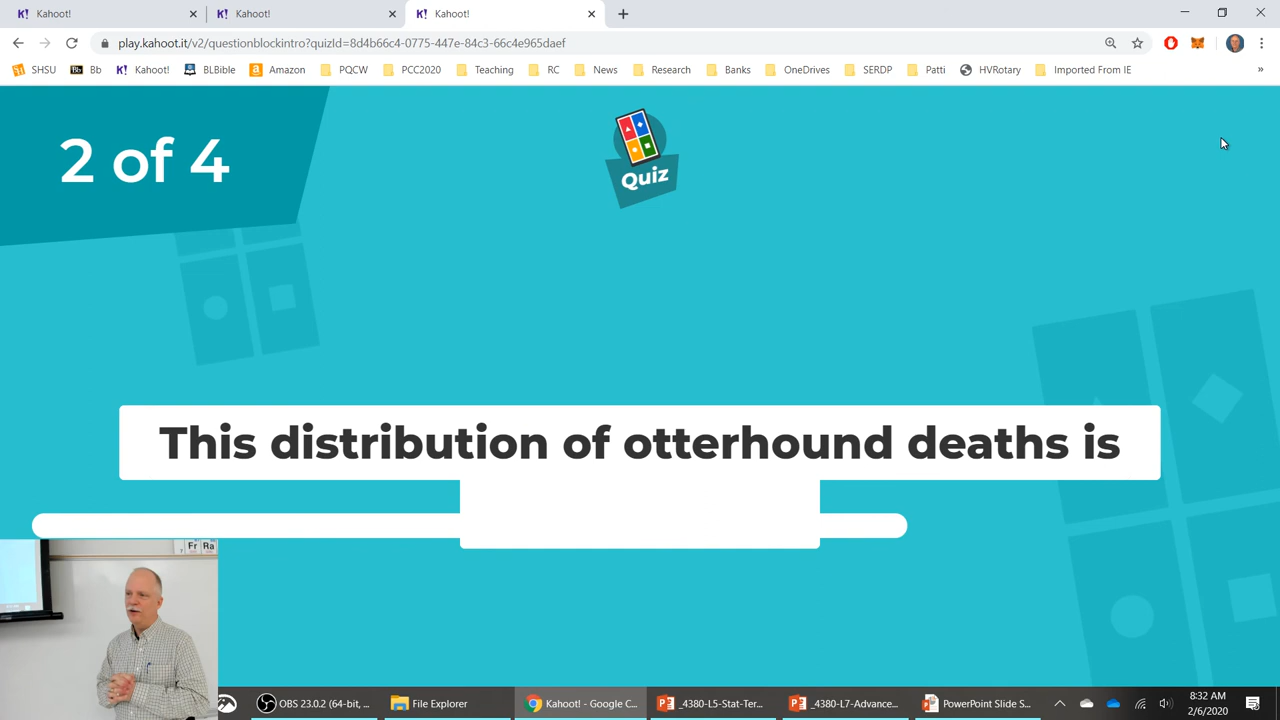 Kahoot!
Kahoot!
Kahoot!
play.kahoot.it/v2/questionblockintro?quizId=8d4b66c4-0775-447e-84c3-66c4e965daef
SHSU
Bb Bb
K! Kahoot!
BLBible
a Amazon
PQCW
PCC2020
Teaching
RC
News
Research
Banks
OneDrives
SERDP
Patti
HVRotary
Imported From IE
»
2 of 4
Quiz
This distribution of otterhound deaths is
Fr Ra
OBS 23.0.2 (64-bit, ...
File Explorer
Kahoot! - Google C...
_4380-L5-Stat-Ter...
_4380-L7-Advance...
PowerPoint Slide S...
8:32 AM
2/6/2020